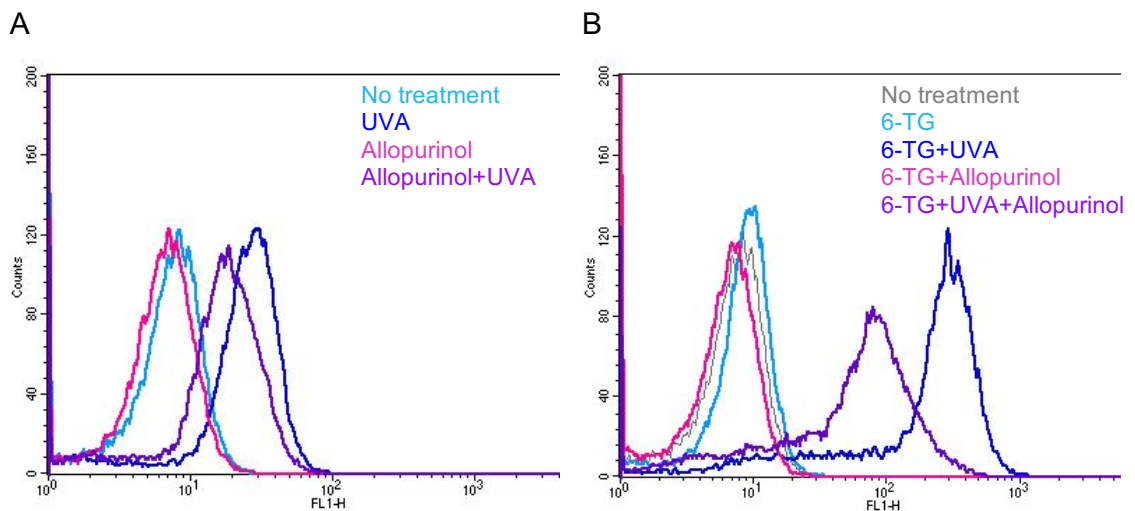 A
B
200
160
120
80
40
0
Counts
No treatment
UVA
Allopurinol
Allopurinol+UVA
10^0
10^1
10^2
10^3
FL1-H
200
160
120
80
40
0
Counts
No treatment
6-TG
6-TG+UVA
6-TG+Allopurinol
6-TG+UVA+Allopurinol
10^0
10^1
10^2
10^3
FL1-H